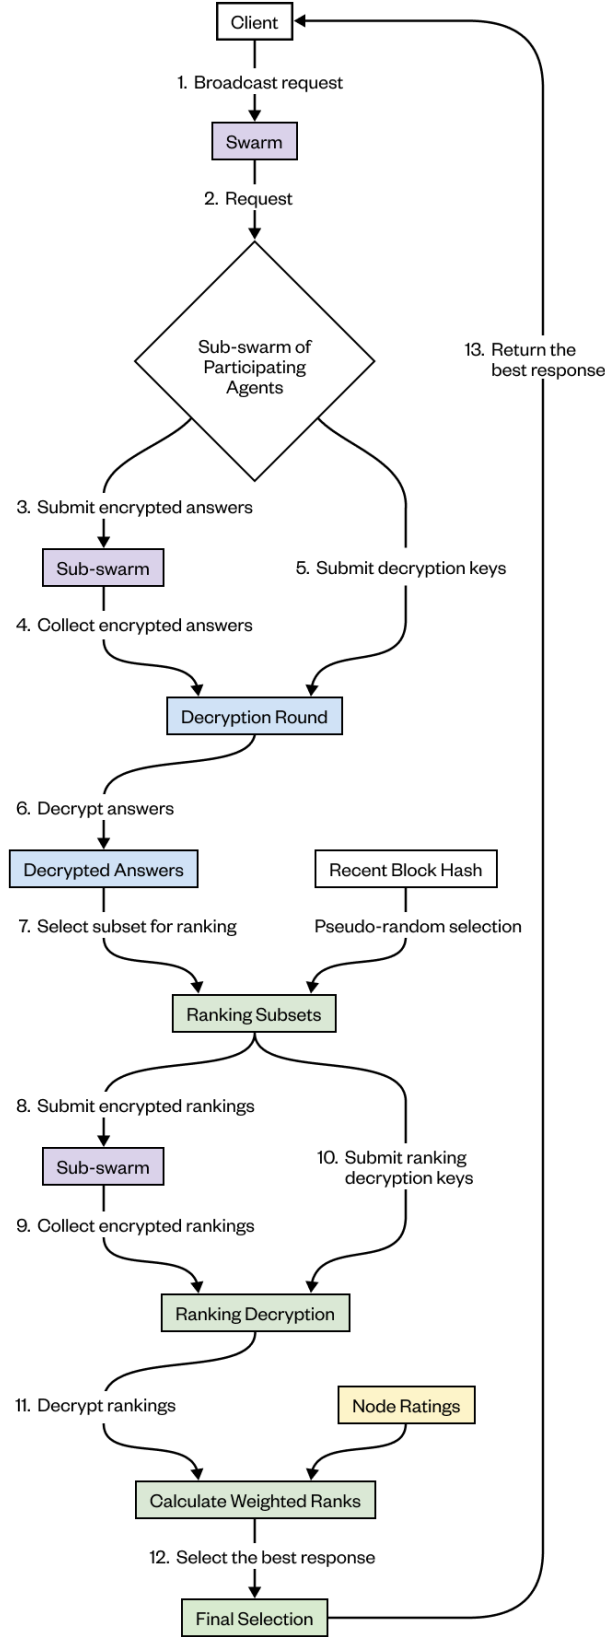 Client
1. Broadcast request
Swarm
2. Request
Sub-swarm of
Participating
Agents
13. Return the
best response
3. Submit encrypted answers
Sub-swarm
5. Submit decryption keys
4. Collect encrypted answers
Decryption Round
6. Decrypt answers
Decrypted Answers
Recent Block Hash
7. Select subset for ranking
Pseudo-random selection
Ranking Subsets
8. Submit encrypted rankings
Sub-swarm
10. Submit ranking
decryption keys
9. Collect encrypted rankings
Ranking Decryption
11. Decrypt rankings
Node Ratings
Calculate Weighted Ranks
12. Select the best response
Final Selection